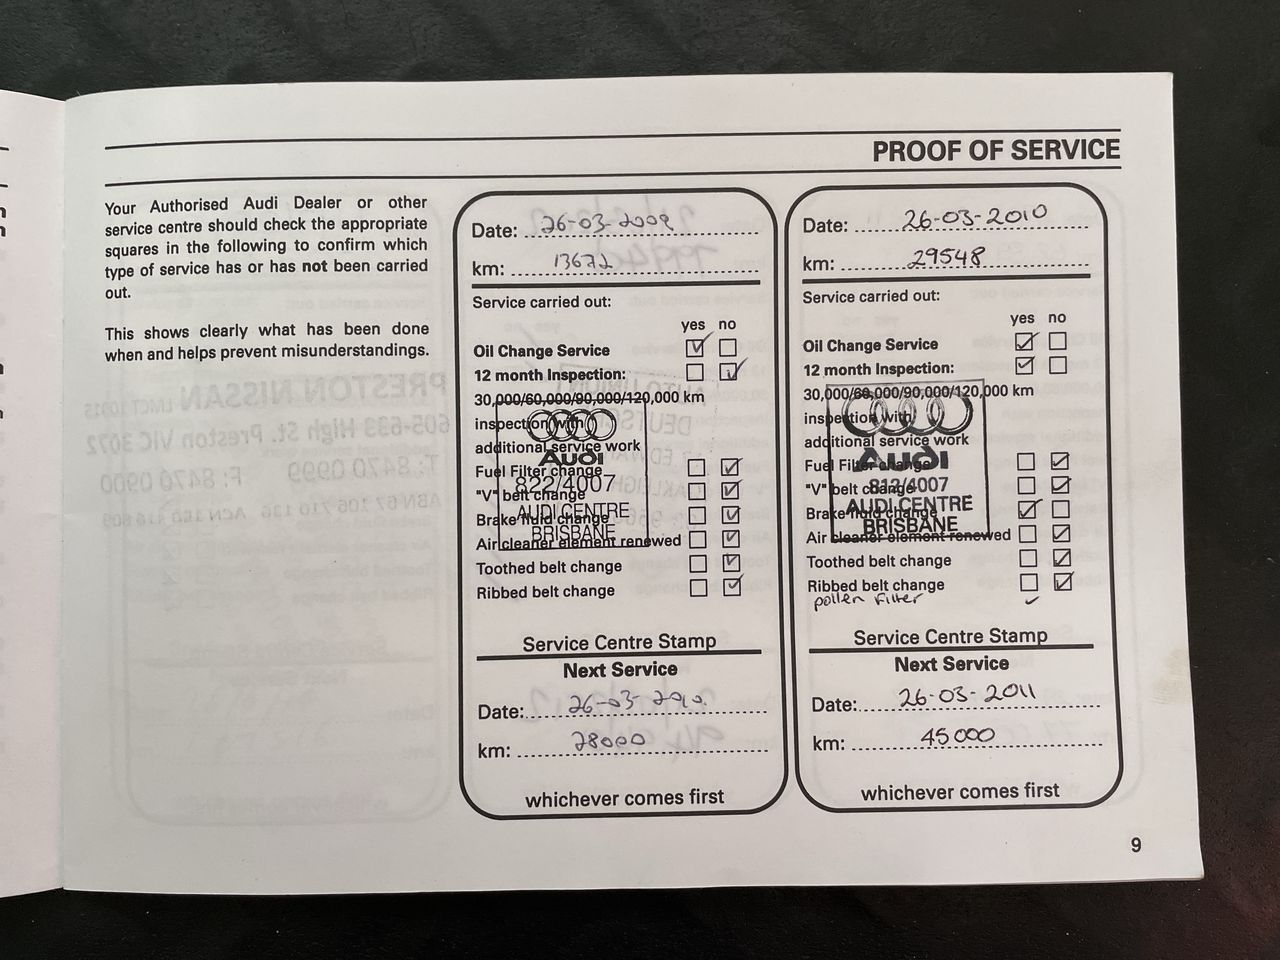 PROOF OF SERVICE
Your Authorised Audi Dealer or other
service centre should check the appropriate
squares in the following to confirm which
type of service has or has not been carried
out.
This shows clearly what has been done
when and helps prevent misunderstandings.
Date: 26-03-2009
km: 13672
Service carried out:
yes no
Oil Change Service
12 month Inspection:
30,000/60,000/90,000/120,000 km
inspection with
additional service work
Fuel Filter change
"V" belt change
Brake fluid change
Air cleaner element renewed
Toothed belt change
Ribbed belt change
Audi
822/4007
AUDI CENTRE
BRISBANE
Service Centre Stamp
Next Service
Date: 26-03-2010
km: 28000
whichever comes first
Date: 26-03-2010
km: 29548
Service carried out:
yes no
Oil Change Service
12 month Inspection:
30,000/60,000/90,000/120,000 km
inspection with
additional service work
Fuel Filter change
"V" belt change
Brake fluid change
Air cleaner element renewed
Toothed belt change
Ribbed belt change
pollen Filter
Audi
812/4007
AUDI CENTRE
BRISBANE
Service Centre Stamp
Next Service
Date: 26-03-2011
km: 45000
whichever comes first
9